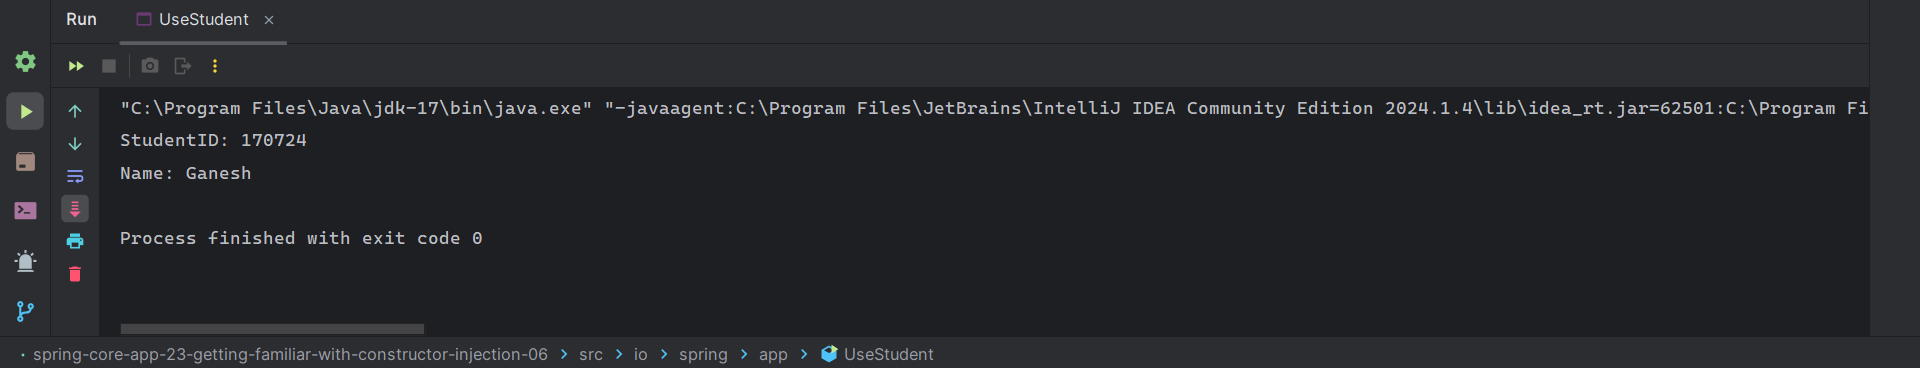 Run UseStudent
"C:\Program Files\Java\jdk-17\bin\java.exe" "-javaagent:C:\Program Files\JetBrains\IntelliJ IDEA Community Edition 2024.1.4\lib\idea_rt.jar=62501:C:\Program Fi
StudentID: 170724
Name: Ganesh
Process finished with exit code 0
spring-core-app-23-getting-familiar-with-constructor-injection-06 > src > io > spring > app > UseStudent